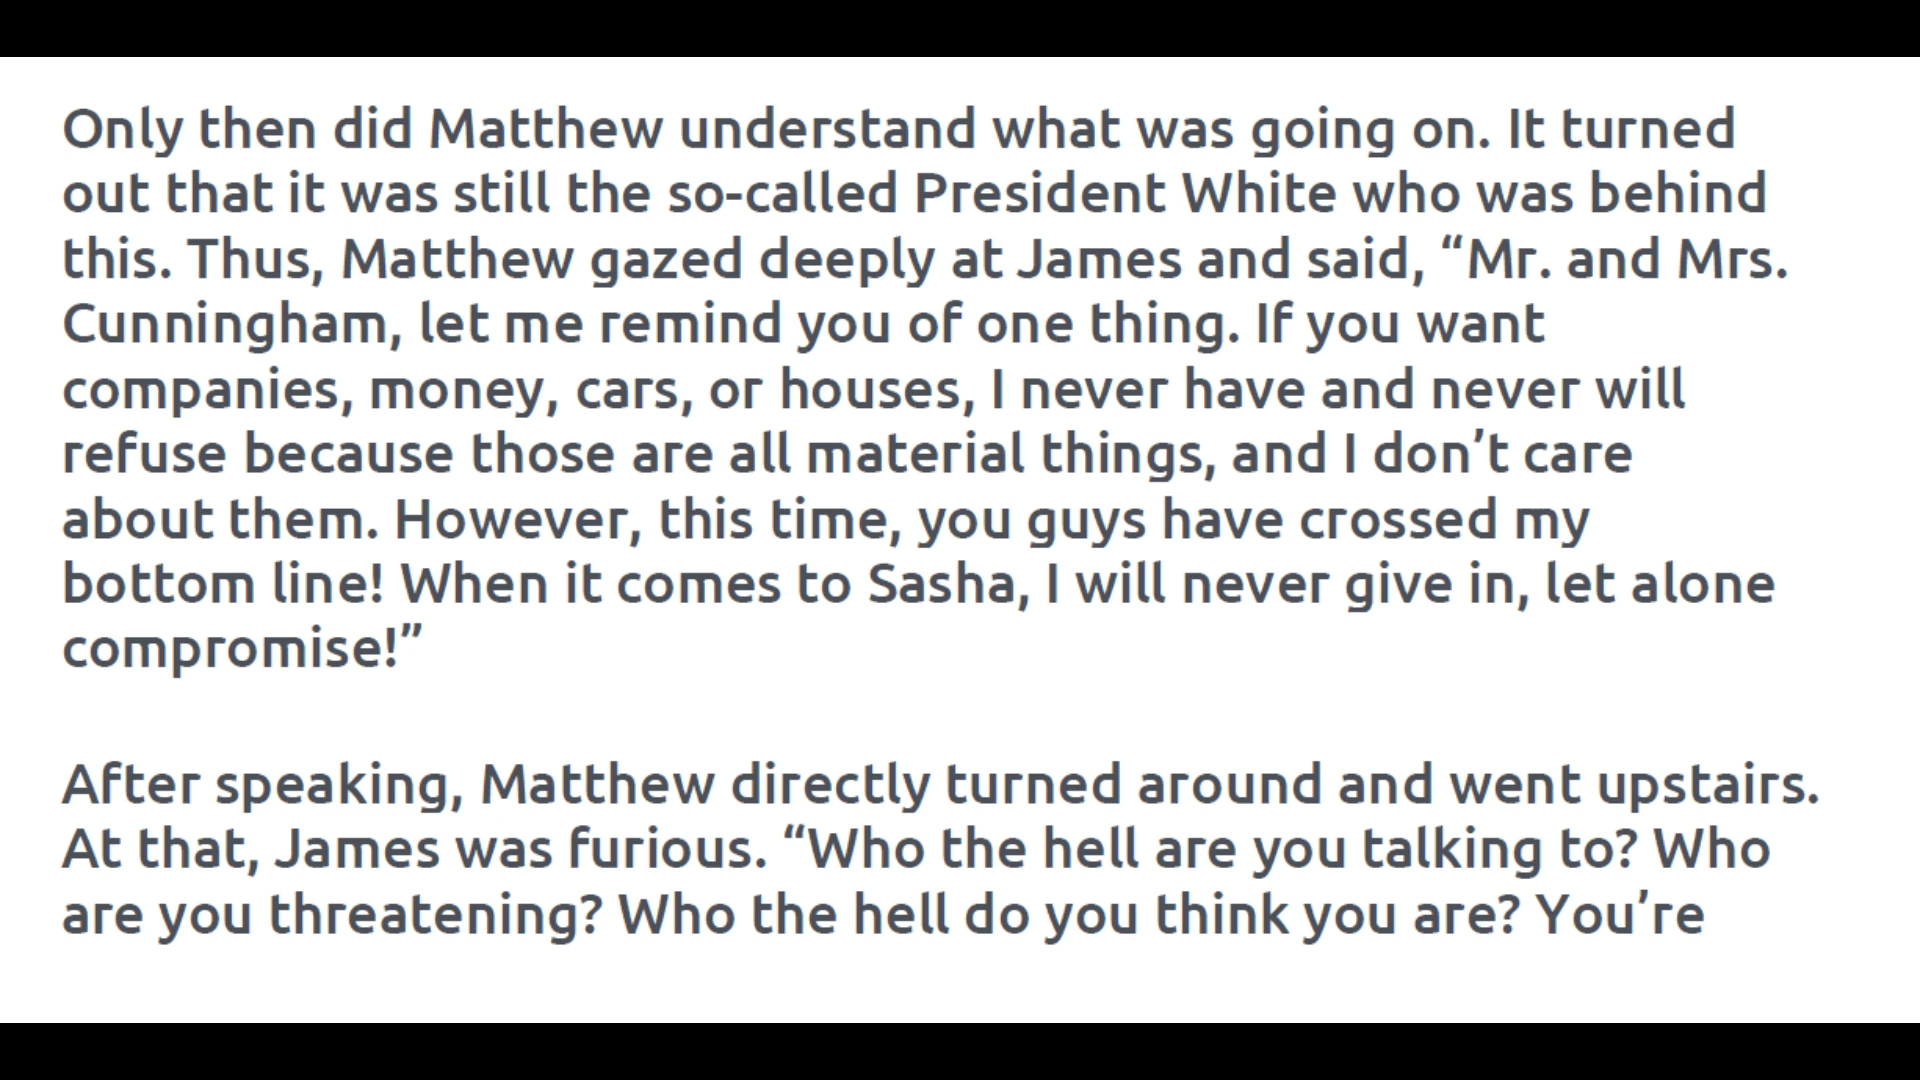 Only then did Matthew understand what was going on. It turned
out that it was still the so-called President White who was behind
this. Thus, Matthew gazed deeply at James and said, “Mr. and Mrs.
Cunningham, let me remind you of one thing. If you want
companies, money, cars, or houses, I never have and never will
refuse because those are all material things, and I don’t care
about them. However, this time, you guys have crossed my
bottom line! When it comes to Sasha, I will never give in, let alone
compromise!”
After speaking, Matthew directly turned around and went upstairs.
At that, James was furious. “Who the hell are you talking to? Who
are you threatening? Who the hell do you think you are? You’re